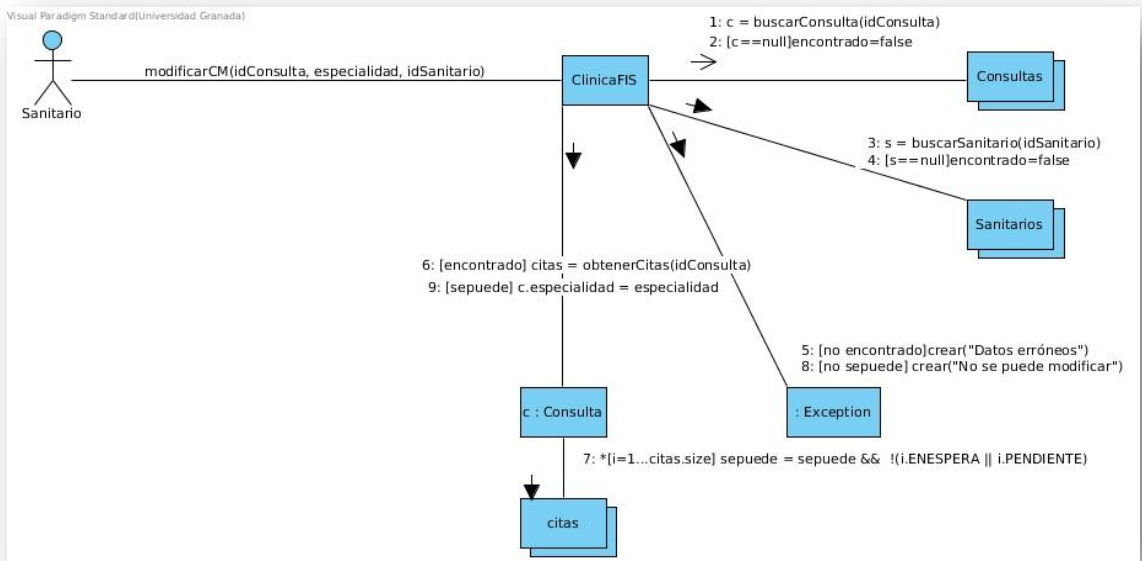 Visual Paradigm Standard(Universidad Granada)
1: c = buscarConsulta(idConsulta)
2: [c==null]encontrado=false
modificarCM(idConsulta, especialidad, idSanitario)
ClinicaFIS
Consultas
Sanitario
3: s = buscarSanitario(idSanitario)
4: [s==null]encontrado=false
Sanitarios
6: [encontrado] citas = obtenerCitas(idConsulta)
9: [sepuede] c.especialidad = especialidad
5: [no encontrado]crear("Datos erróneos")
8: [no sepuede] crear("No se puede modificar")
c : Consulta
: Exception
7: *[i=1...citas.size] sepuede = sepuede && !(i.ENESPERA || i.PENDIENTE)
citas